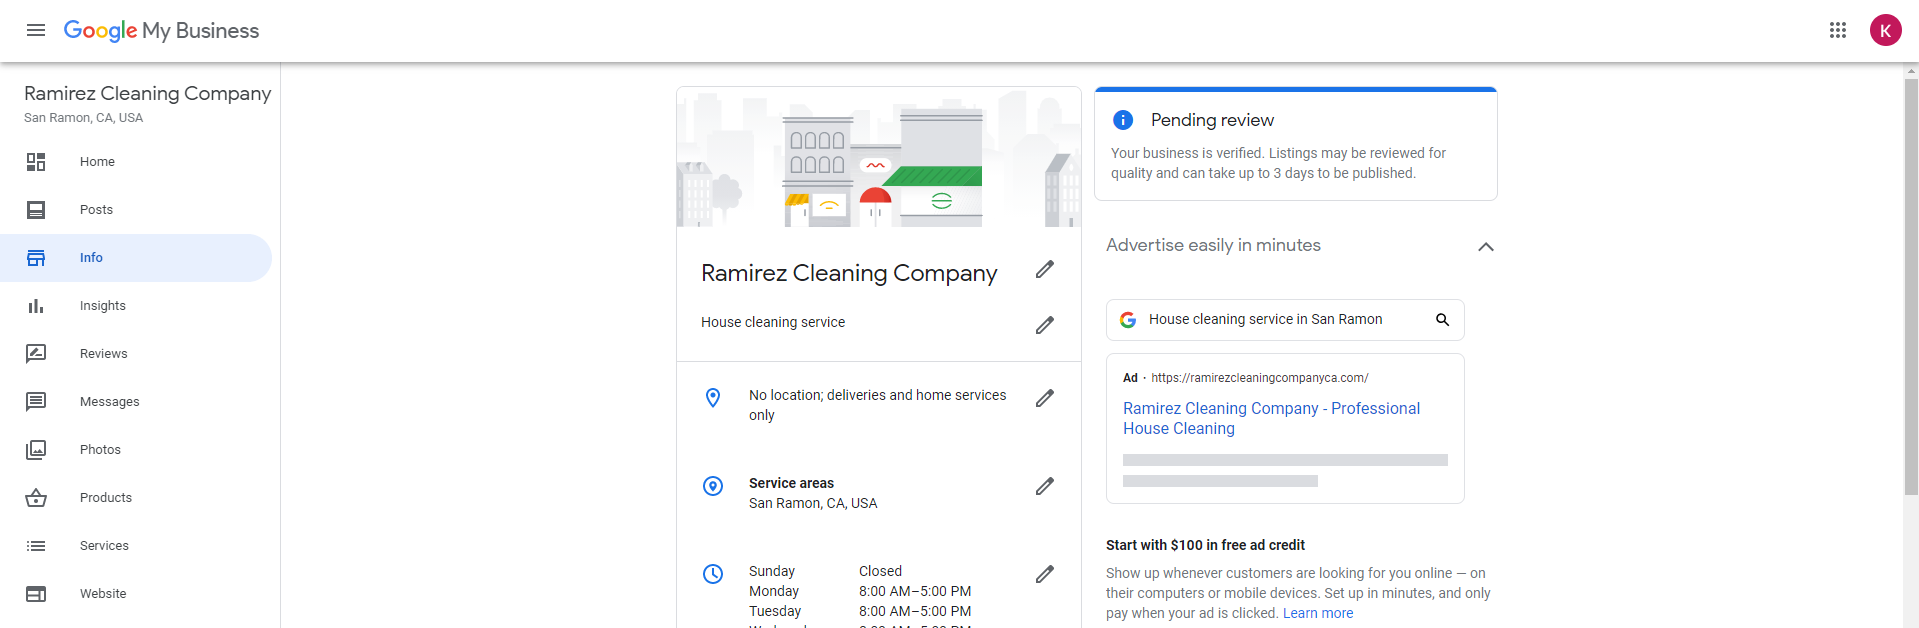 Google My Business
K
Ramirez Cleaning Company
San Ramon, CA, USA
Home
Posts
Info
Insights
Reviews
Messages
Photos
Products
Services
Website
Ramirez Cleaning Company
House cleaning service
No location; deliveries and home services
only
Service areas
San Ramon, CA, USA
Sunday Closed
Monday 8:00 AM–5:00 PM
Tuesday 8:00 AM–5:00 PM
Pending review
Your business is verified. Listings may be reviewed for
quality and can take up to 3 days to be published.
Advertise easily in minutes
House cleaning service in San Ramon
Ad · https://ramirezcleaningcompanyca.com/
Ramirez Cleaning Company - Professional
House Cleaning
Start with $100 in free ad credit
Show up whenever customers are looking for you online — on
their computers or mobile devices. Set up in minutes, and only
pay when your ad is clicked. Learn more